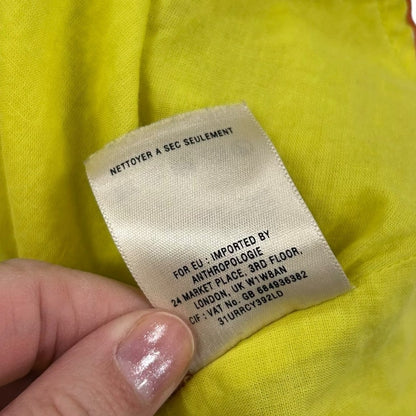 NETTOYER A SEC SEULEMENT
FOR EU : IMPORTED BY
ANTHROPOLOGIE
24 MARKET PLACE, 3RD FLOOR,
LONDON, UK W1W8AN
CIF : VAT No. GB 664936382
31URRCY392LD